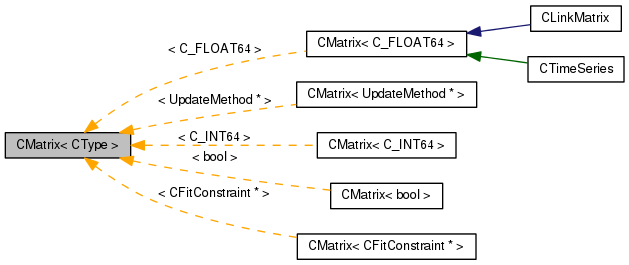 CLinkMatrix
CMatrix< C_FLOAT64 >
< C_FLOAT64 >
CTimeSeries
CMatrix< UpdateMethod * >
< UpdateMethod * >
< C_INT64 >
CMatrix< CType >
CMatrix< C_INT64 >
< bool >
CMatrix< bool >
< CFitConstraint * >
CMatrix< CFitConstraint * >